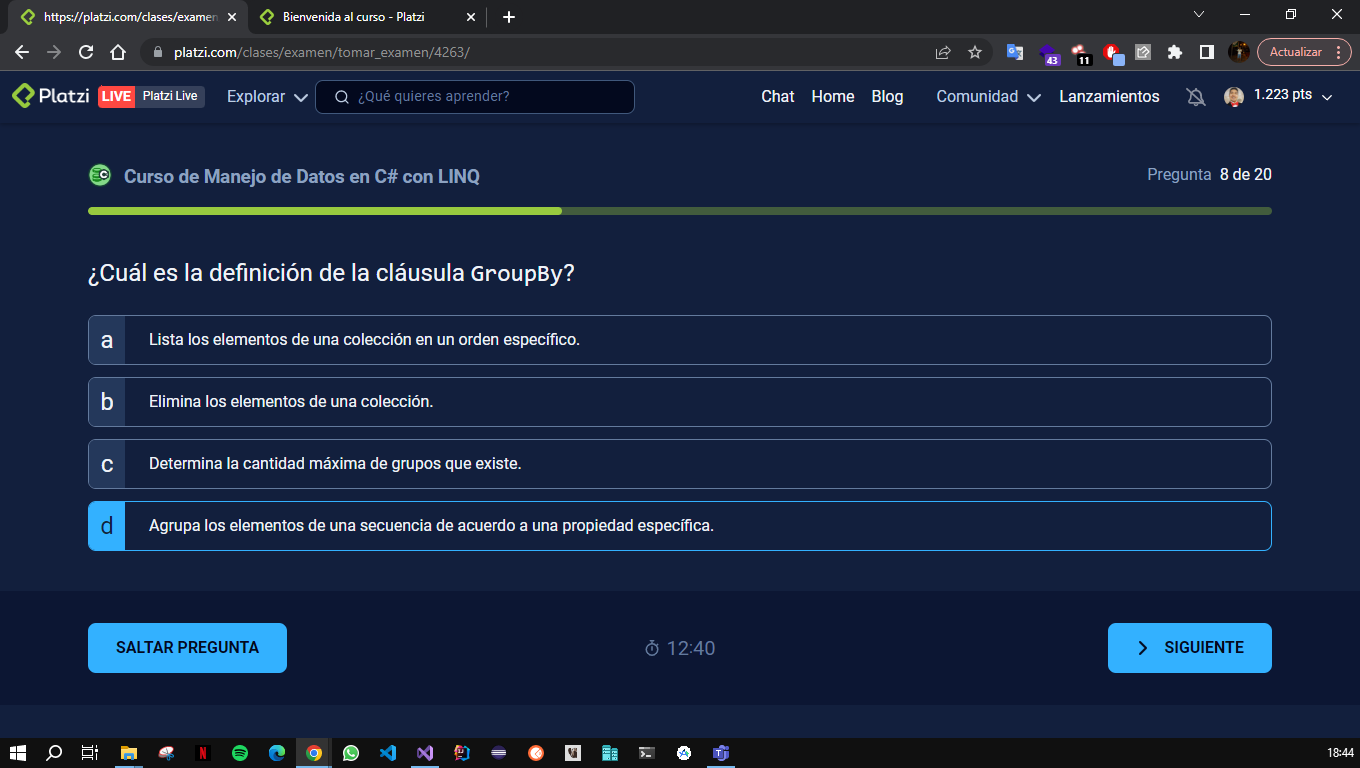 https://platzi.com/clases/examen
Bienvenida al curso - Platzi
platzi.com/clases/examen/tomar_examen/4263/
43
11
Actualizar
Platzi LIVE Platzi Live Explorar ¿Qué quieres aprender? Chat Home Blog Comunidad Lanzamientos 1.223 pts
Curso de Manejo de Datos en C# con LINQ
Pregunta 8 de 20
¿Cuál es la definición de la cláusula GroupBy?
a Lista los elementos de una colección en un orden específico.
b Elimina los elementos de una colección.
c Determina la cantidad máxima de grupos que existe.
d Agrupa los elementos de una secuencia de acuerdo a una propiedad específica.
SALTAR PREGUNTA
12:40
SIGUIENTE
18:44